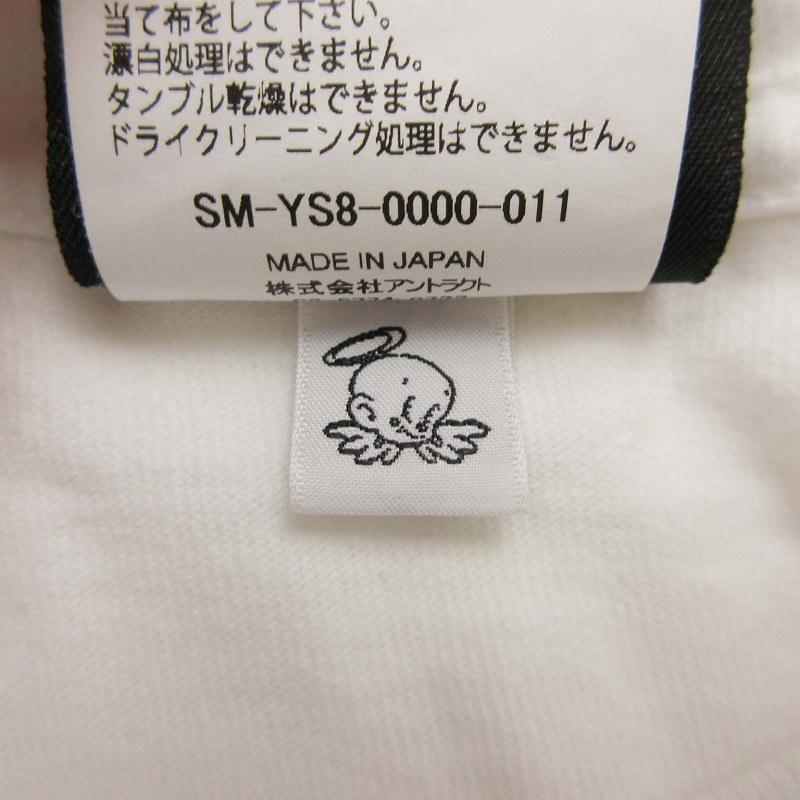 当て布をして下さい。
漂白処理はできません。
タンブル乾燥はできません。
ドライクリーニング処理はできません。
SM-YS8-0000-011
MADE IN JAPAN
株式会社アントラクト